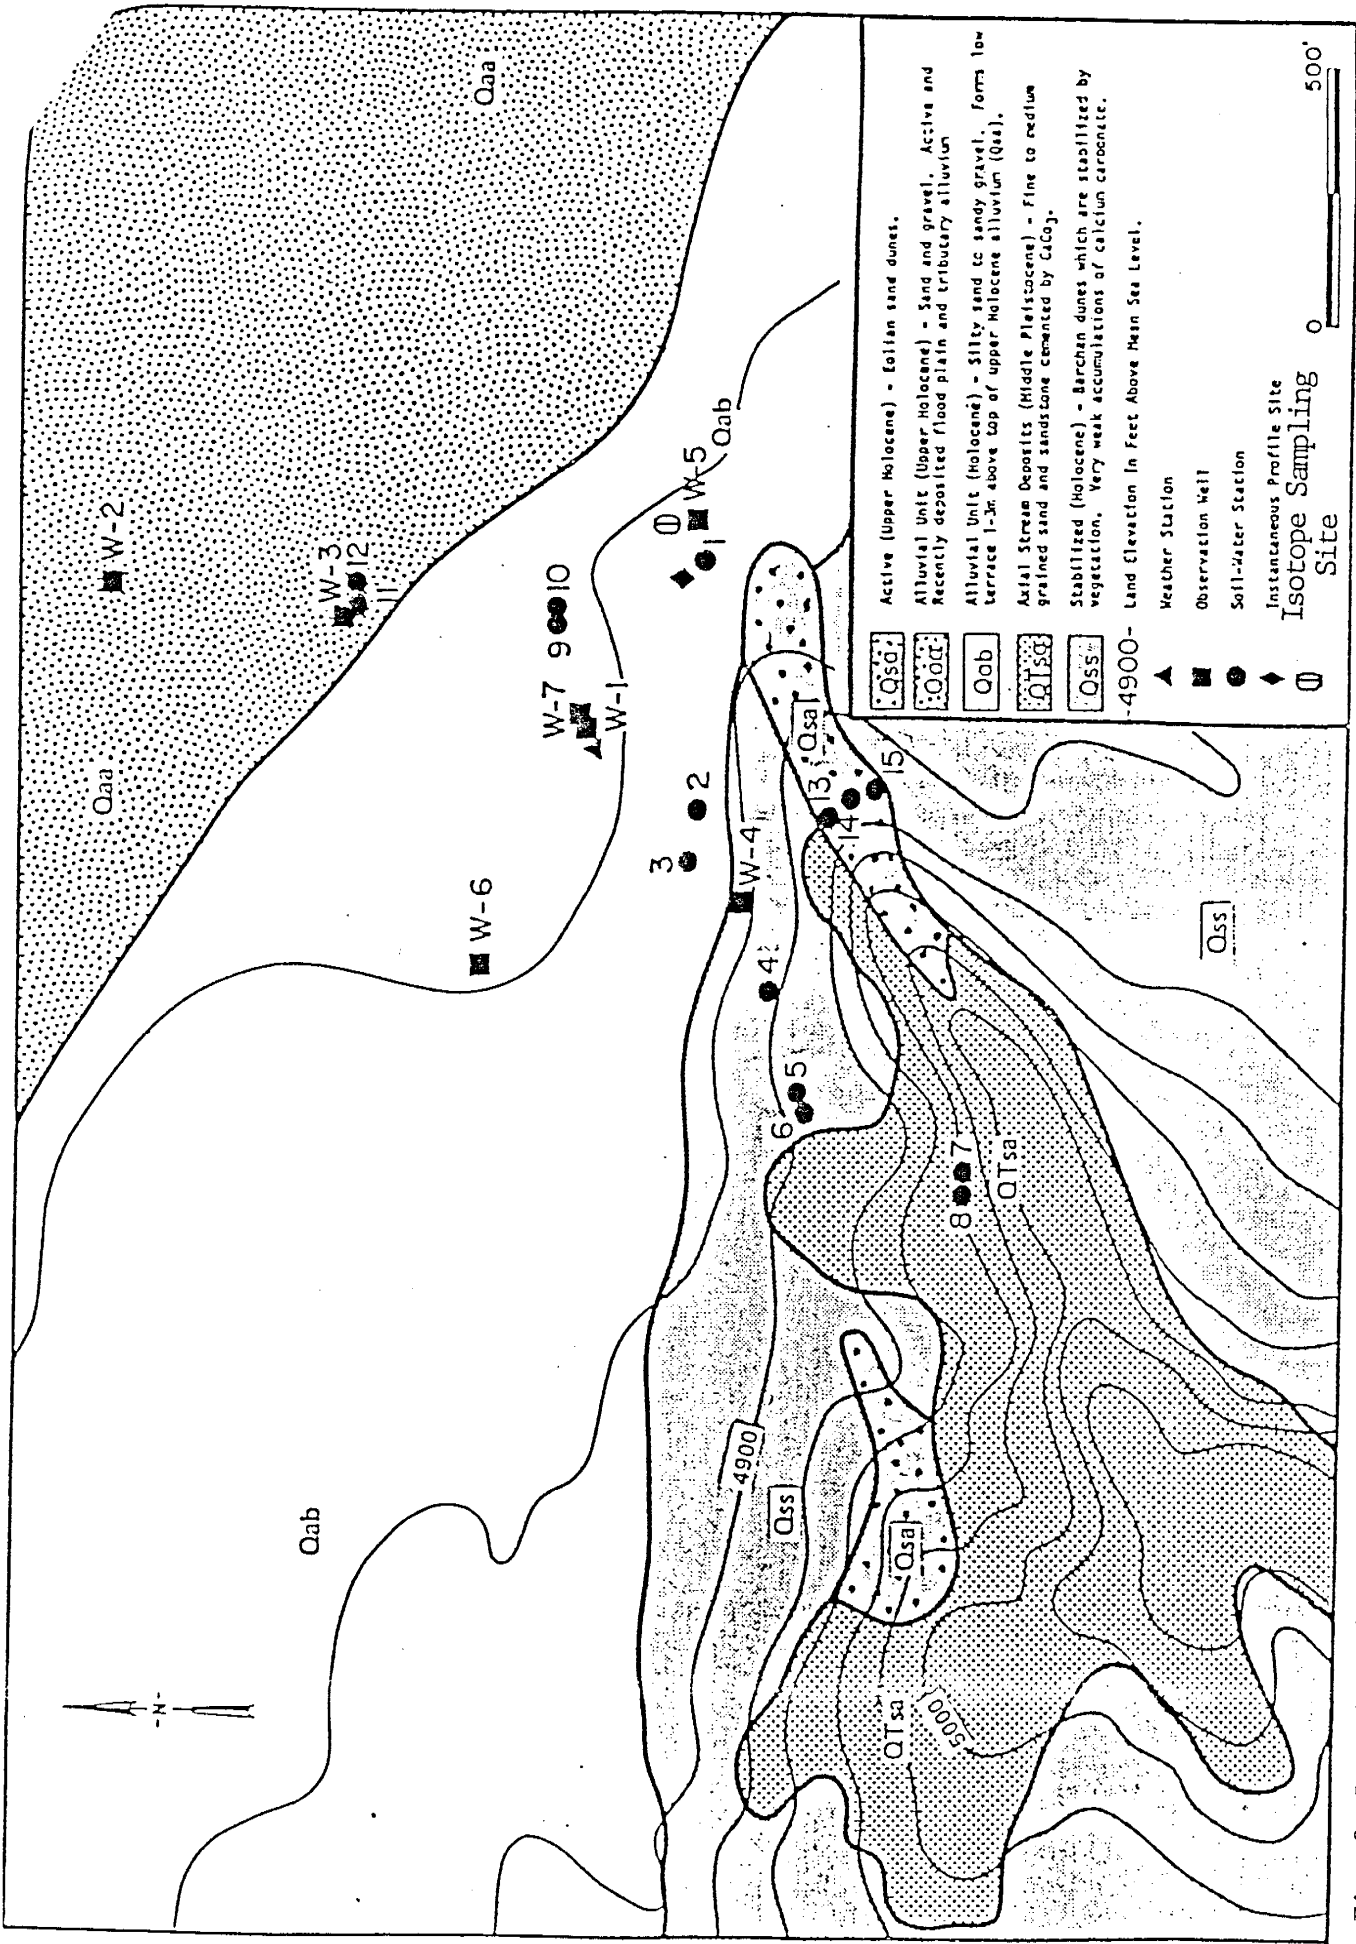 Qaa
W-2
Qaa
W-3
12
11
-N-
Qab
W-6
W-7
9
10
W-1
3
2
1
W-5
Qab
W-4
4
5
6
4900
Qss
Qsa
13
14
15
8
7
QTsa
Qsa
QTsa
5000
Qss
Qsa
Active (Upper Holocene) - Eolian sand dunes.
Qaa
Alluvial Unit (Upper Holocene) - Sand and gravel. Active and
Recently deposited flood plain and tributary alluvium
Qab
Alluvial Unit (Holocene) - Silty sand to sandy gravel. Forms low
terrace 1-3m above top of upper Holocene alluvium (Qaa).
QTsa
Axial Stream Deposits (Middle Pleistocene) - Fine to medium
grained sand and sandstone cemented by CaCo3.
Qss
Stabilized (Holocene) - Barchan dunes which are stabilized by
vegetation. Very weak accumulations of calcium carbonate.
-4900-
Land Elevation In Feet Above Mean Sea Level.
Weather Station
Observation Well
Soil-Water Station
Instantaneous Profile Site
Isotope Sampling
Site
0
500'